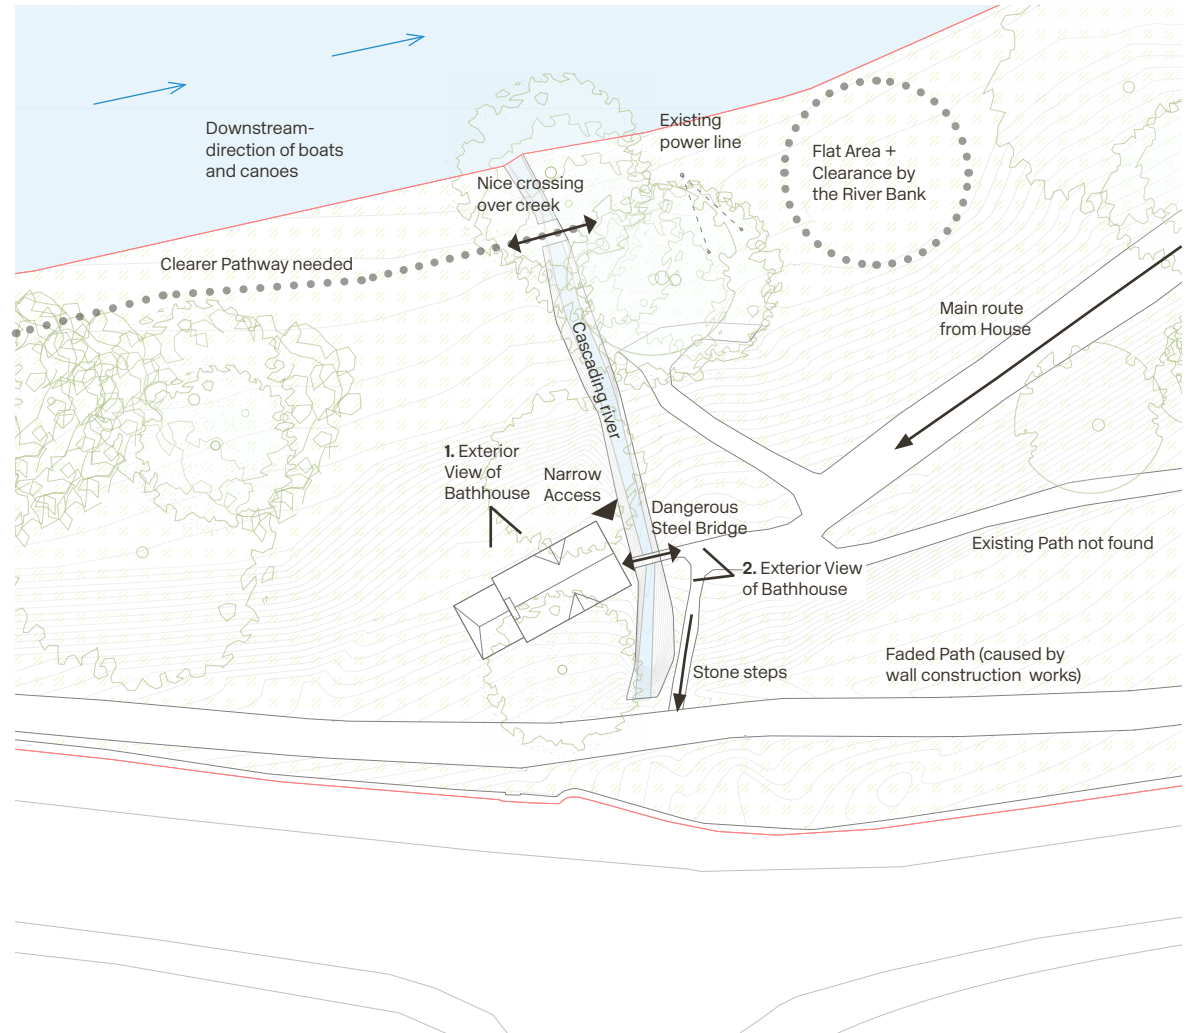 Downstream-
direction of boats
and canoes
Existing
power line
Flat Area +
Clearance by
the River Bank
Nice crossing
over creek
Clearer Pathway needed
Main route
from House
Cascading river
1. Exterior
View of
Bathhouse
Narrow
Access
Dangerous
Steel Bridge
Existing Path not found
2. Exterior View
of Bathhouse
Stone steps
Faded Path (caused by
wall construction works)